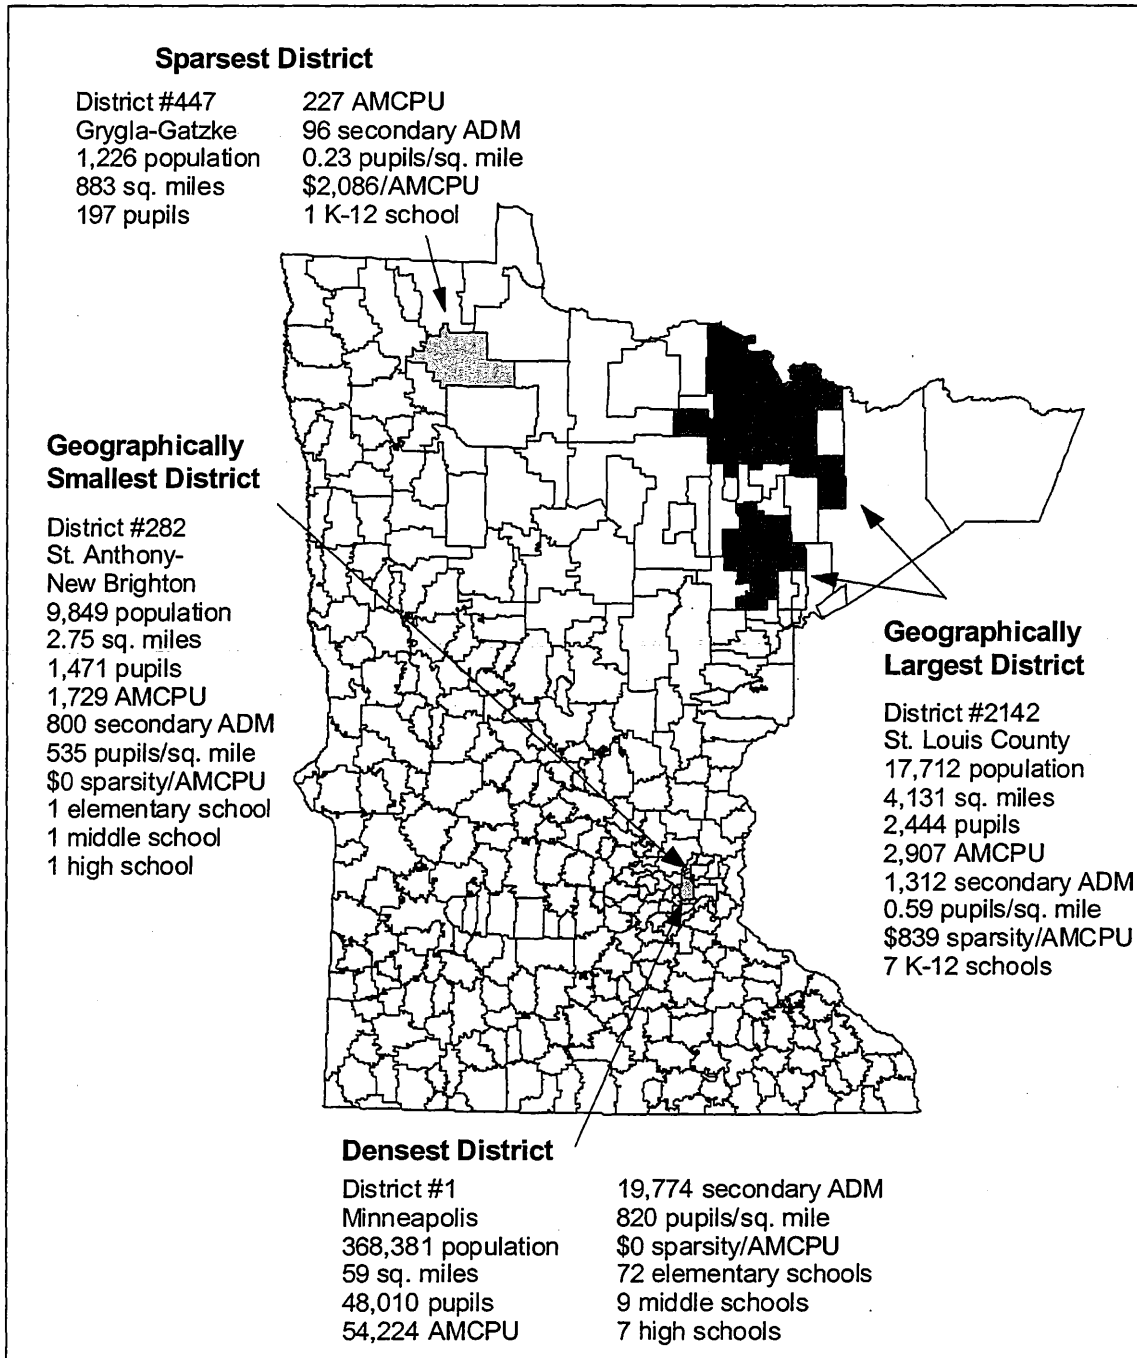 Sparsest District
District #447
Grygla-Gatzke
1,226 population
883 sq. miles
197 pupils
227 AMCPU
96 secondary ADM
0.23 pupils/sq. mile
$2,086/AMCPU
1 K-12 school
Geographically
Smallest District
District #282
St. Anthony-
New Brighton
9,849 population
2.75 sq. miles
1,471 pupils
1,729 AMCPU
800 secondary ADM
535 pupils/sq. mile
$0 sparsity/AMCPU
1 elementary school
1 middle school
1 high school
Geographically
Largest District
District #2142
St. Louis County
17,712 population
4,131 sq. miles
2,444 pupils
2,907 AMCPU
1,312 secondary ADM
0.59 pupils/sq. mile
$839 sparsity/AMCPU
7 K-12 schools
Densest District
District #1
Minneapolis
368,381 population
59 sq. miles
48,010 pupils
54,224 AMCPU
19,774 secondary ADM
820 pupils/sq. mile
$0 sparsity/AMCPU
72 elementary schools
9 middle schools
7 high schools